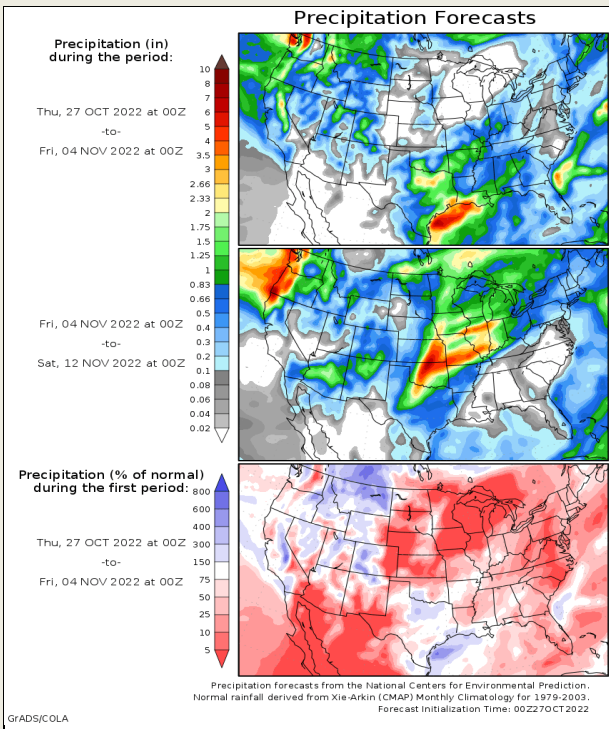 Precipitation Forecasts
Precipitation (in)
during the period:
Thu, 27 OCT 2022 at 00Z
-to-
Fri, 04 NOV 2022 at 00Z
10
8
7
6
5
4
3.5
3
2.66
2.33
2
1.75
1.5
1.25
1
0.83
0.66
0.5
0.4
0.3
0.2
0.1
0.08
0.06
0.04
0.02
Fri, 04 NOV 2022 at 00Z
-to-
Sat, 12 NOV 2022 at 00Z
Precipitation (% of normal)
during the first period:
Thu, 27 OCT 2022 at 00Z
-to-
Fri, 04 NOV 2022 at 00Z
800
600
400
300
150
75
50
25
10
5
Precipitation forecasts from the National Centers for Environmental Prediction.
Normal rainfall derived from Xie-Arkin (CMAP) Monthly Climatology for 1979-2003.
Forecast Initialization Time: 00Z27OCT2022
GrADS/COLA